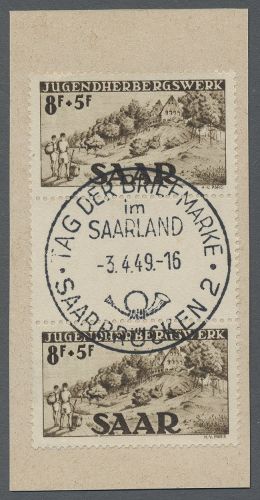 JUGENDHERBERGSWERK
8F+5F
SAAR
TAG DER BRIEFMARKE
im
SAARLAND
-3.4.49.-16
SAARBRÜCKEN 2
JUGENDHERBERGSWERK
8F+5F
SAAR